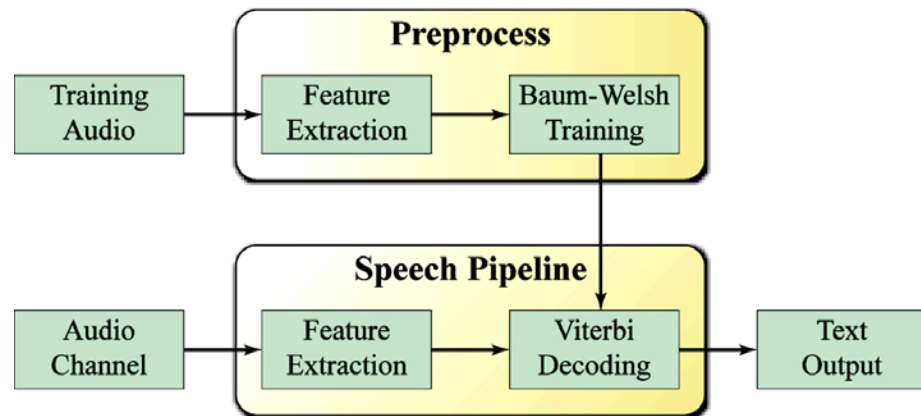 Preprocess
Training
Audio
Feature
Extraction
Baum-Welsh
Training
Speech Pipeline
Audio
Channel
Feature
Extraction
Viterbi
Decoding
Text
Output